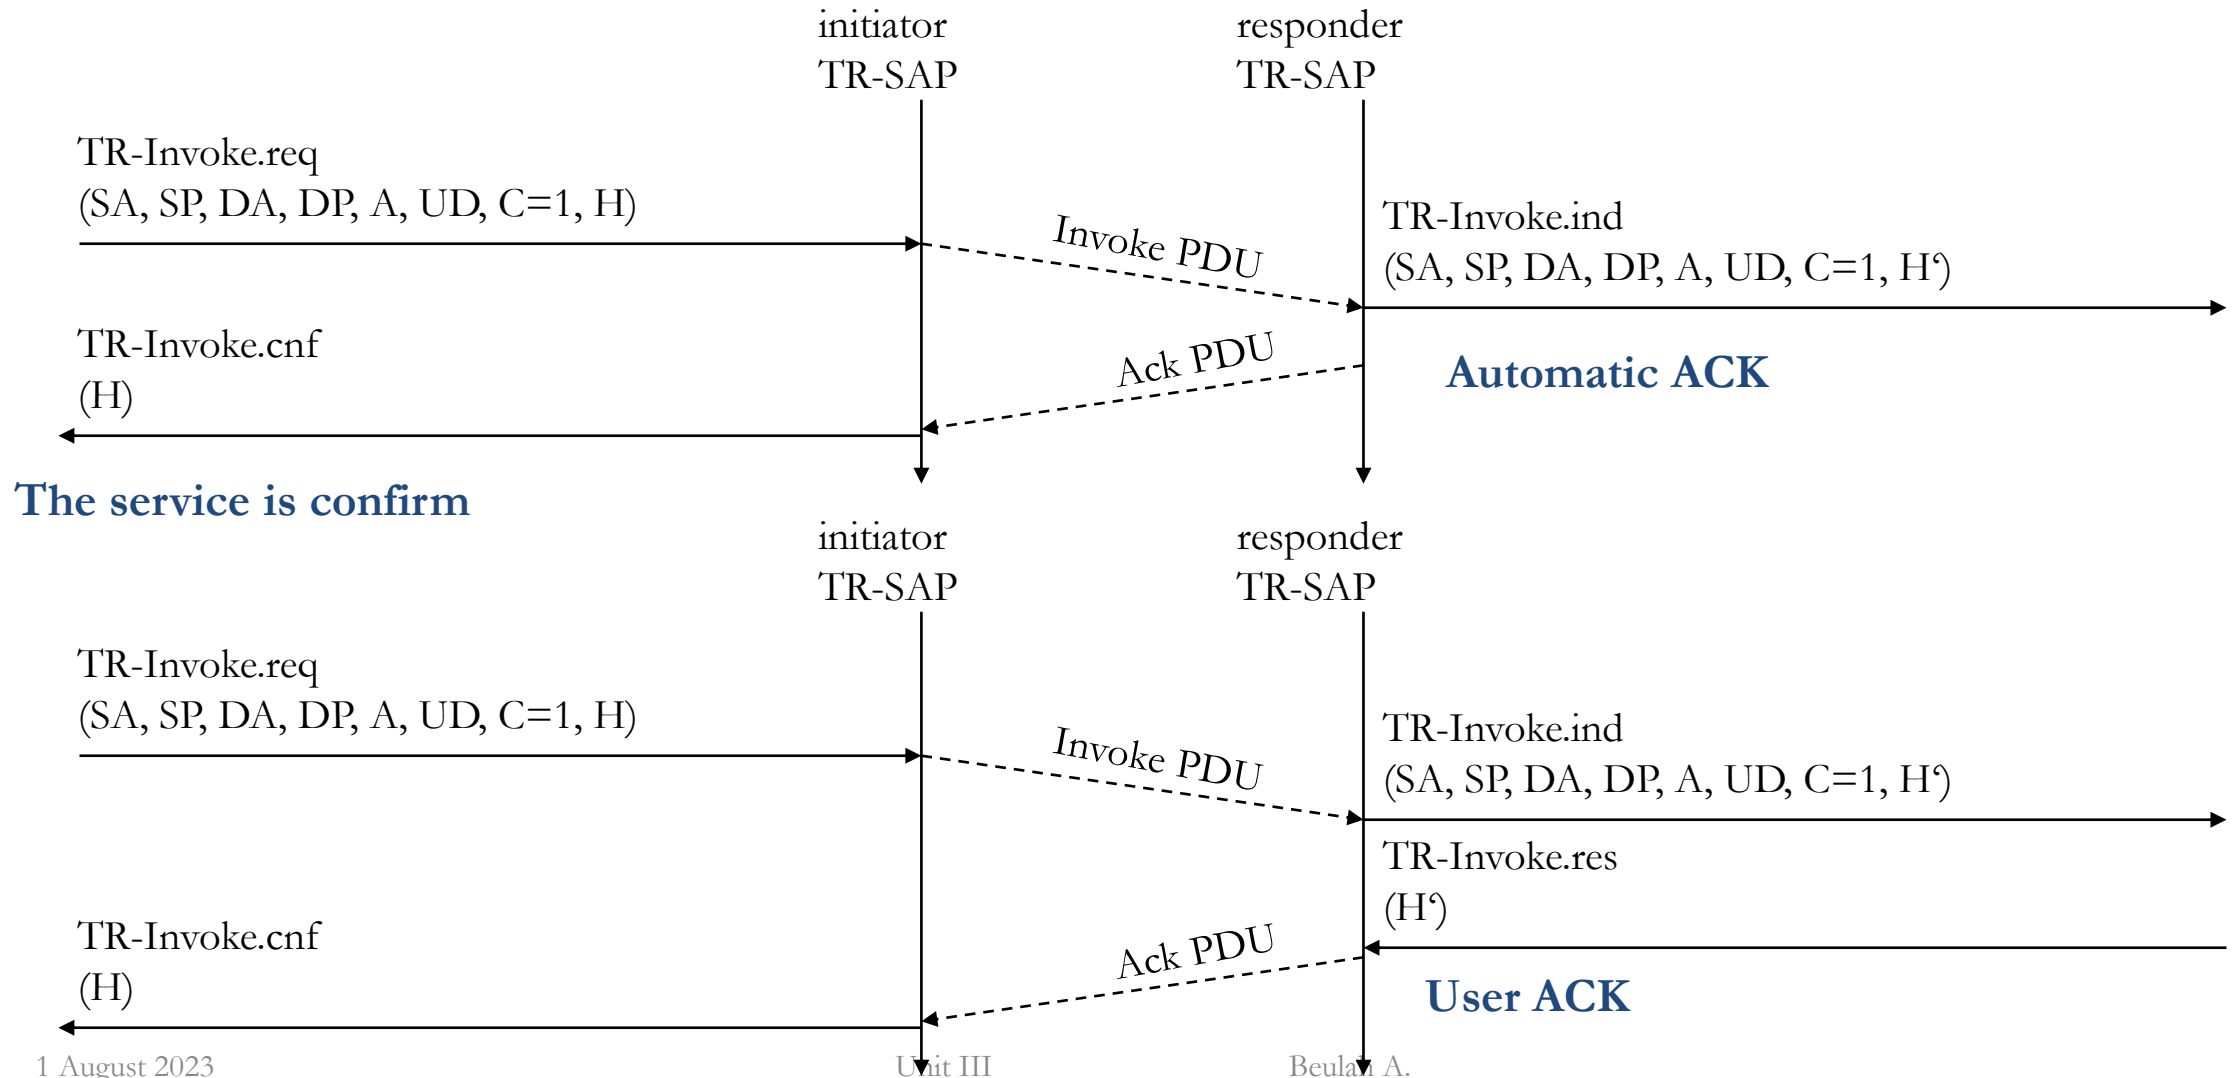 initiator
TR-SAP
responder
TR-SAP
TR-Invoke.req
(SA, SP, DA, DP, A, UD, C=1, H)
Invoke PDU
TR-Invoke.ind
(SA, SP, DA, DP, A, UD, C=1, H‘)
TR-Invoke.cnf
(H)
Ack PDU
Automatic ACK
The service is confirm
initiator
TR-SAP
responder
TR-SAP
TR-Invoke.req
(SA, SP, DA, DP, A, UD, C=1, H)
Invoke PDU
TR-Invoke.ind
(SA, SP, DA, DP, A, UD, C=1, H‘)
TR-Invoke.res
(H‘)
TR-Invoke.cnf
(H)
Ack PDU
User ACK
1 August 2023
Unit III
Beulah A.